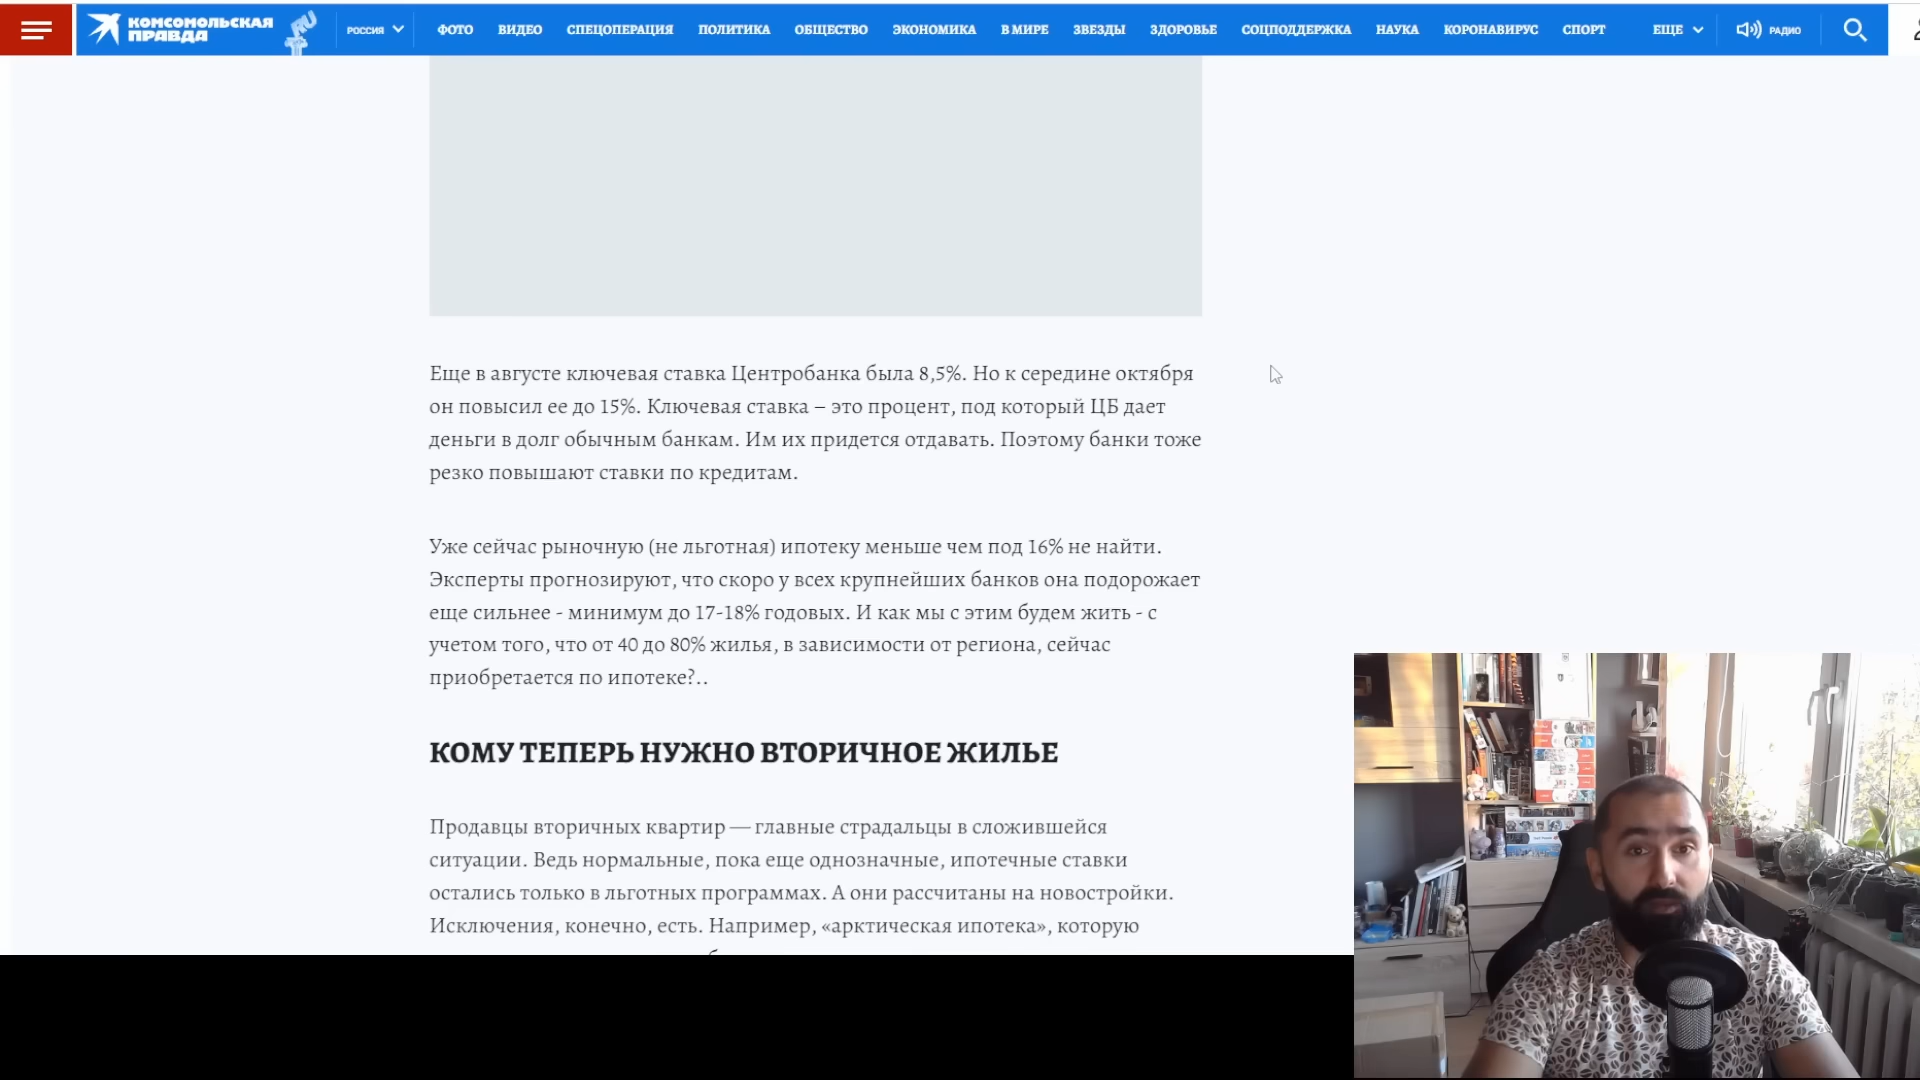 КОМСОМОЛЬСКАЯ
ПРАВДА
РОССИЯ
ФОТО ВИДЕО СПЕЦОПЕРАЦИЯ ПОЛИТИКА ОБЩЕСТВО ЭКОНОМИКА В МИРЕ ЗВЕЗДЫ ЗДОРОВЬЕ СОЦПОДДЕРЖКА НАУКА КОРОНАВИРУС СПОРТ ЕЩЕ РАДИО
Еще в августе ключевая ставка Центробанка была 8,5%. Но к середине октября
он повысил ее до 15%. Ключевая ставка – это процент, под который ЦБ дает
деньги в долг обычным банкам. Им их придется отдавать. Поэтому банки тоже
резко повышают ставки по кредитам.
Уже сейчас рыночную (не льготная) ипотеку меньше чем под 16% не найти.
Эксперты прогнозируют, что скоро у всех крупнейших банков она подорожает
еще сильнее - минимум до 17-18% годовых. И как мы с этим будем жить - с
учетом того, что от 40 до 80% жилья, в зависимости от региона, сейчас
приобретается по ипотеке?..
КОМУ ТЕПЕРЬ НУЖНО ВТОРИЧНОЕ ЖИЛЬЕ
Продавцы вторичных квартир — главные страдальцы в сложившейся
ситуации. Ведь нормальные, пока еще однозначные, ипотечные ставки
остались только в льготных программах. А они рассчитаны на новостройки.
Исключения, конечно, есть. Например, «арктическая ипотека», которую